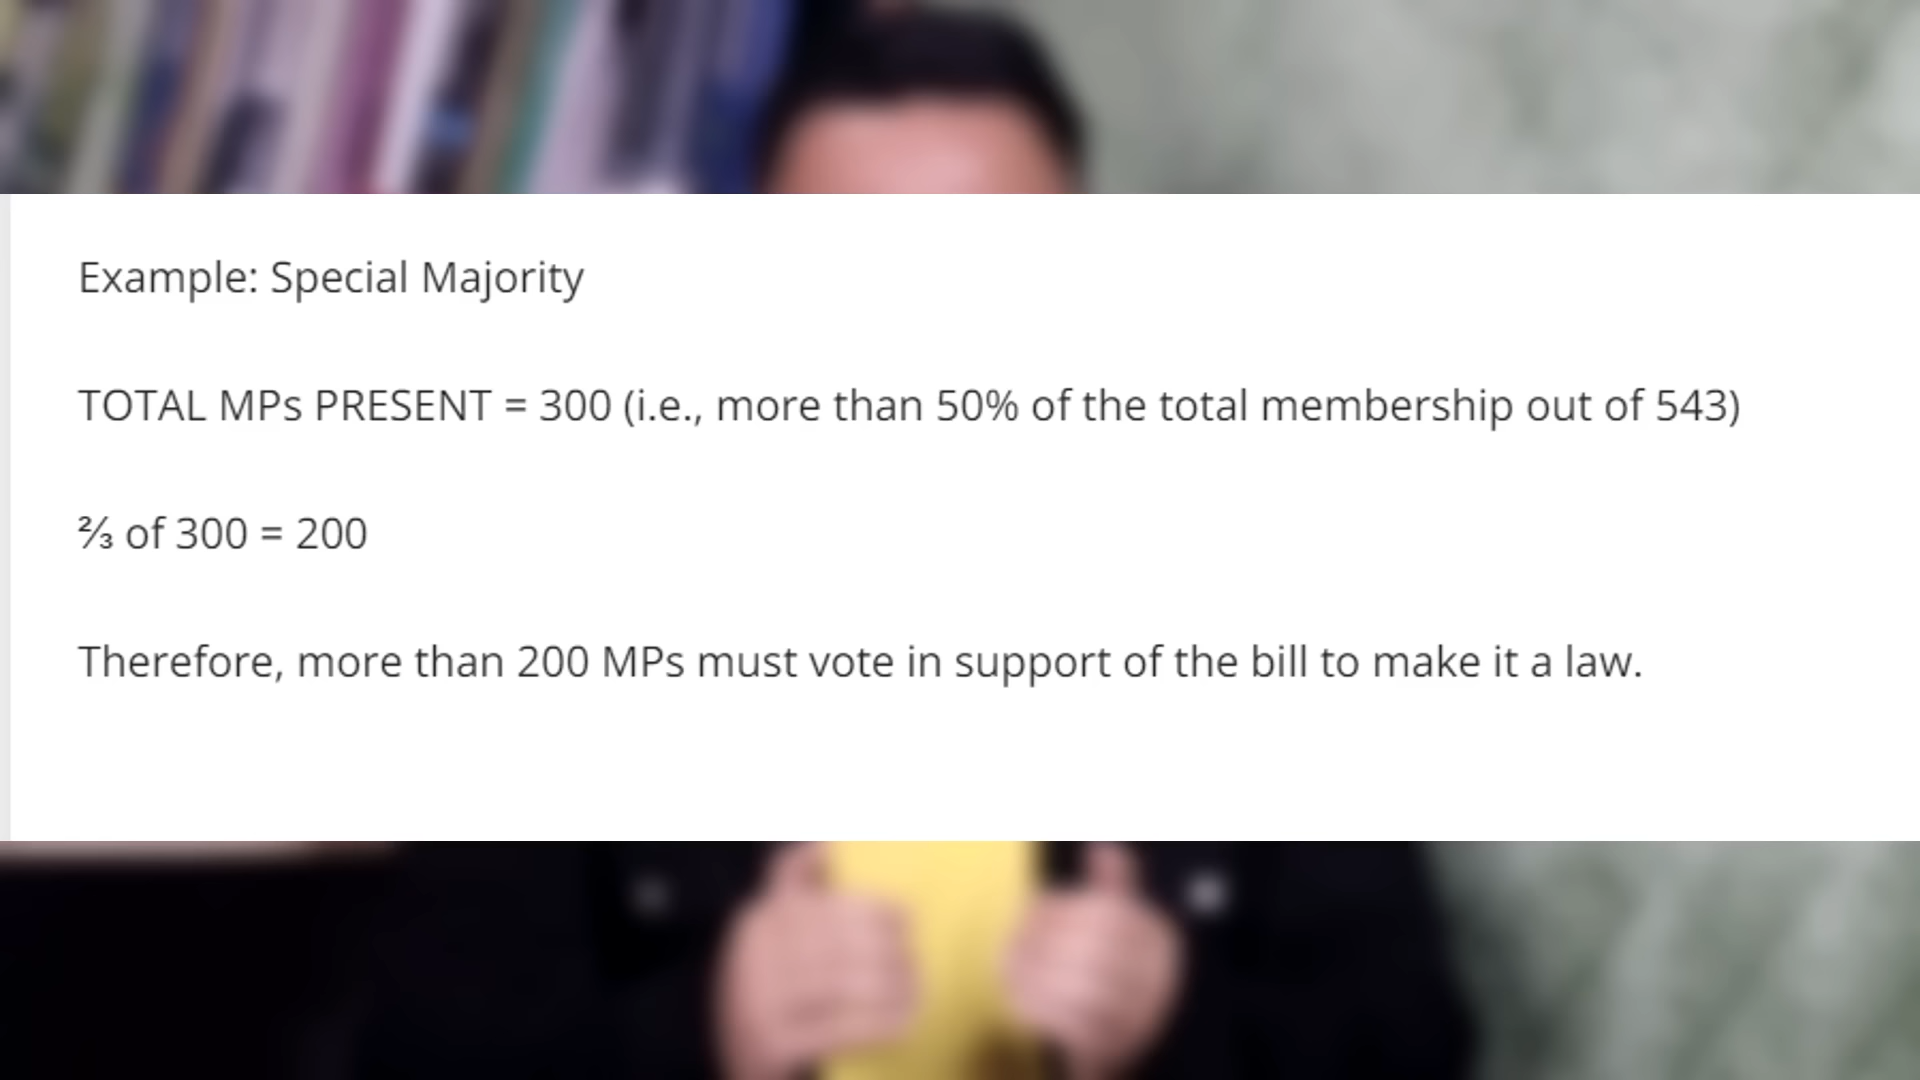 Example: Special Majority
TOTAL MPs PRESENT = 300 (i.e., more than 50% of the total membership out of 543)
⅔ of 300 = 200
Therefore, more than 200 MPs must vote in support of the bill to make it a law.